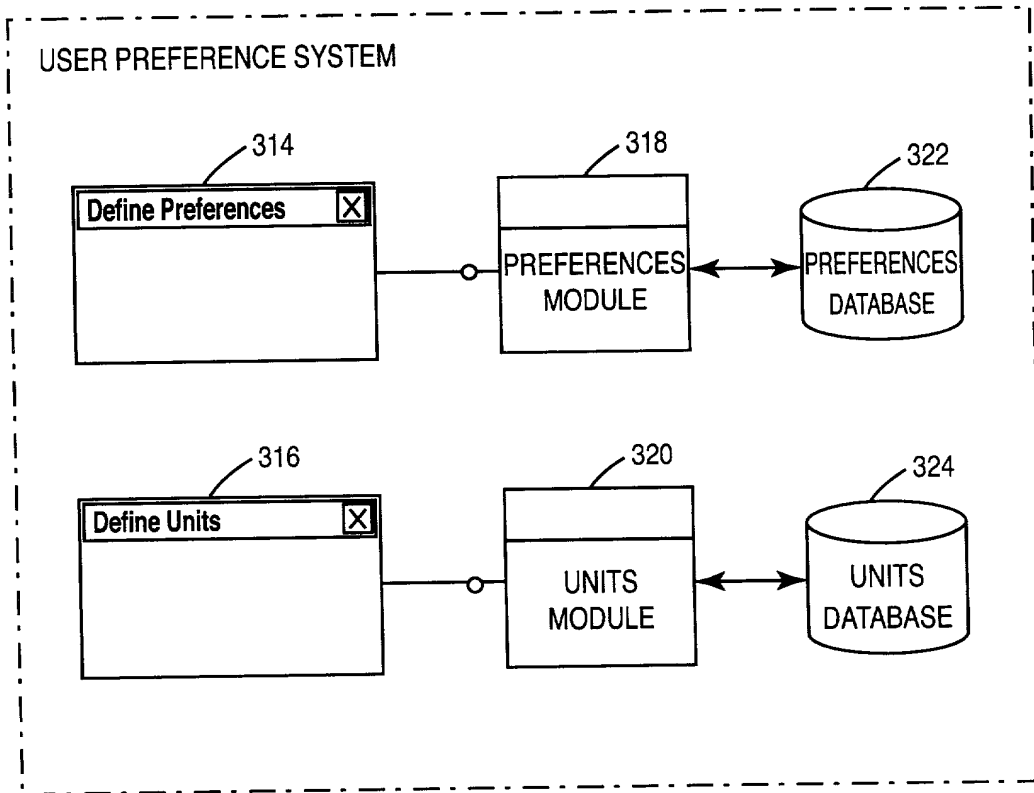 USER PREFERENCE SYSTEM
314
318
322
Define Preferences X
PREFERENCES
MODULE
PREFERENCES
DATABASE
316
320
324
Define Units X
UNITS
MODULE
UNITS
DATABASE